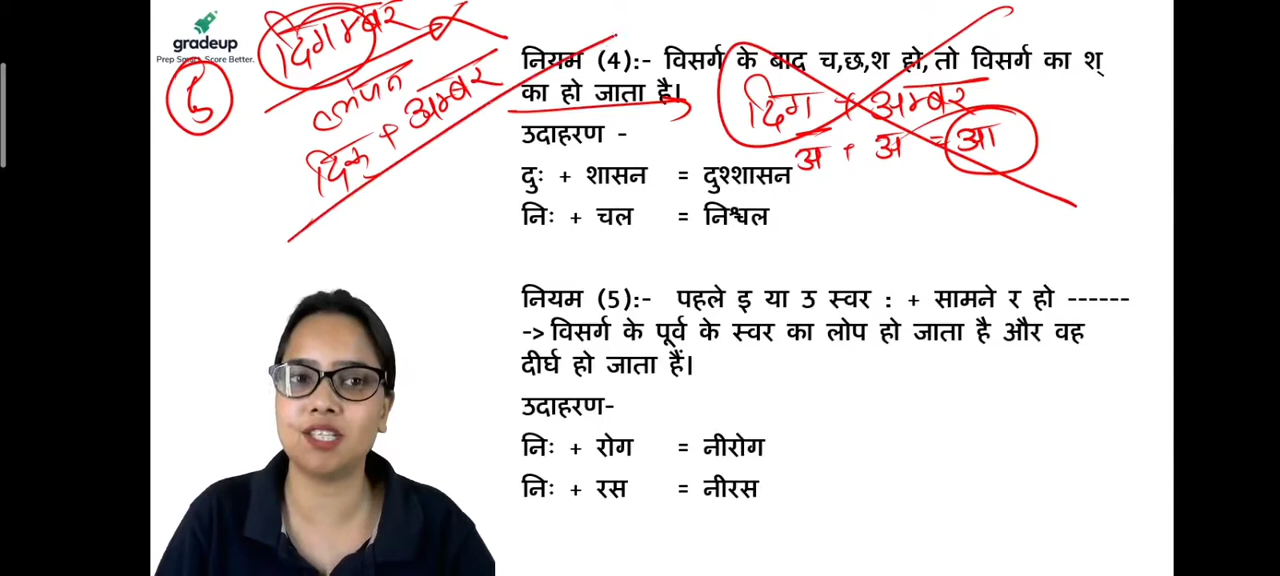 gradeup
Prep Smart. Score Better.
दिगम्बर
व्यंजन
दिक् + अम्बर
नियम (4):- विसर्ग के बाद च,छ,श हो, तो विसर्ग का श्
का हो जाता है।
दिग + अम्बर
अ + अ = आ
उदाहरण -
दुः + शासन = दुश्शासन
निः + चल = निश्चल
नियम (5):- पहले इ या उ स्वर : + सामने र हो ------
-> विसर्ग के पूर्व के स्वर का लोप हो जाता है और वह
दीर्घ हो जाता हैं।
उदाहरण-
निः + रोग = नीरोग
निः + रस = नीरस